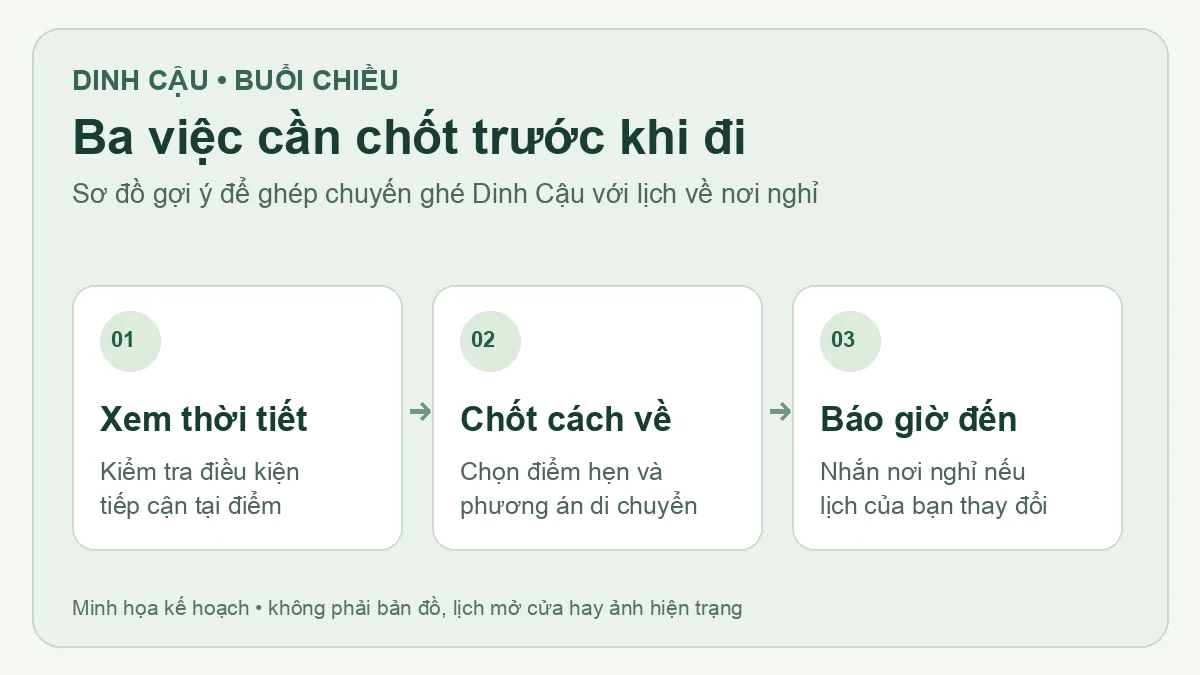 DINH CẬU • BUỔI CHIỀU
Ba việc cần chốt trước khi đi
Sơ đồ gợi ý để ghép chuyến ghé Dinh Cậu với lịch về nơi nghỉ
01
Xem thời tiết
Kiểm tra điều kiện
tiếp cận tại điểm
→
02
Chốt cách về
Chọn điểm hẹn và
phương án di chuyển
→
03
Báo giờ đến
Nhắn nơi nghỉ nếu
lịch của bạn thay đổi
Minh họa kế hoạch • không phải bản đồ, lịch mở cửa hay ảnh hiện trạng